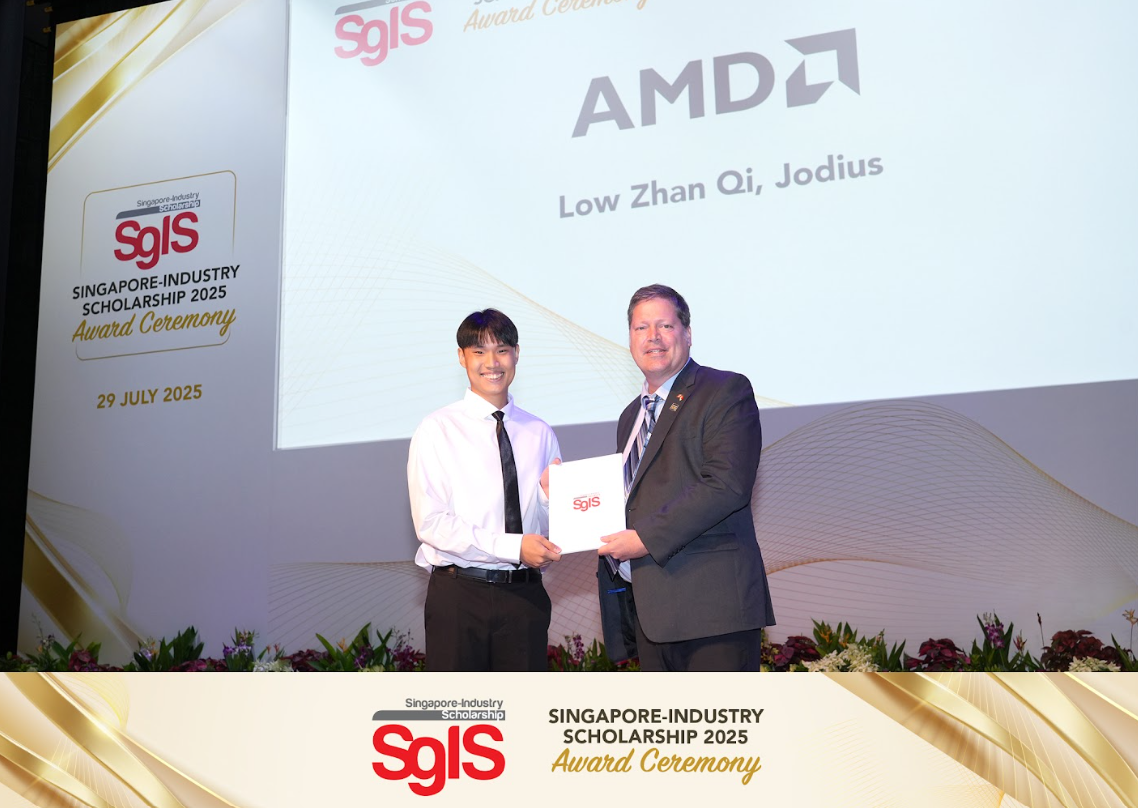 SgIS
Award Ceremony
AMD
Low Zhan Qi, Jodius
Singapore-Industry
Scholarship
SgIS
SINGAPORE-INDUSTRY
SCHOLARSHIP 2025
Award Ceremony
29 JULY 2025
SgIS
Singapore-Industry
Scholarship
SgIS
SINGAPORE-INDUSTRY
SCHOLARSHIP 2025
Award Ceremony